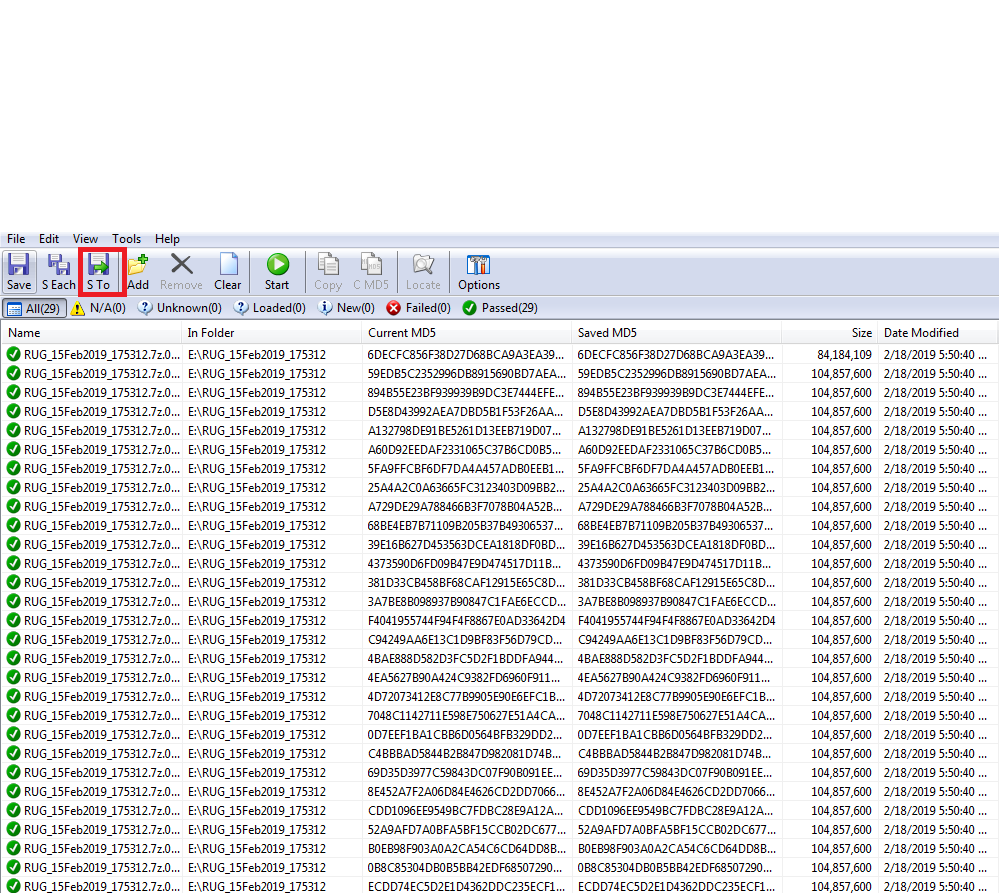 File Edit View Tools Help
Save S Each S To Add Remove Clear Start Copy C MD5 Locate Options
All(29) N/A(0) Unknown(0) Loaded(0) New(0) Failed(0) Passed(29)
Name In Folder Current MD5 Saved MD5 Size Date Modified
RUG_15Feb2019_175312.7z.0... E:\RUG_15Feb2019_175312 6DECFC856F38D27D68BCA9A3EA39... 6DECFC856F38D27D68BCA9A3EA39... 84,184,109 2/18/2019 5:50:40 ...
RUG_15Feb2019_175312.7z.0... E:\RUG_15Feb2019_175312 59EDB5C2352996DB8915690BD7AEA... 59EDB5C2352996DB8915690BD7AEA... 104,857,600 2/18/2019 5:50:40 ...
RUG_15Feb2019_175312.7z.0... E:\RUG_15Feb2019_175312 894B55E23BF939939DC3E7444EFE... 894B55E23BF939939DC3E7444EFE... 104,857,600 2/18/2019 5:50:40 ...
RUG_15Feb2019_175312.7z.0... E:\RUG_15Feb2019_175312 D5E8D43992AEA7DBD5B1F53F26AA... D5E8D43992AEA7DBD5B1F53F26AA... 104,857,600 2/18/2019 5:50:40 ...
RUG_15Feb2019_175312.7z.0... E:\RUG_15Feb2019_175312 A132798DE91BE5261D13EEB719D07... A132798DE91BE5261D13EEB719D07... 104,857,600 2/18/2019 5:50:40 ...
RUG_15Feb2019_175312.7z.0... E:\RUG_15Feb2019_175312 A60D92EEDAF2331065C37B6CD0B5... A60D92EEDAF2331065C37B6CD0B5... 104,857,600 2/18/2019 5:50:40 ...
RUG_15Feb2019_175312.7z.0... E:\RUG_15Feb2019_175312 5FA9FFCBF6DF7DA4A457ADB0EEB1... 5FA9FFCBF6DF7DA4A457ADB0EEB1... 104,857,600 2/18/2019 5:50:40 ...
RUG_15Feb2019_175312.7z.0... E:\RUG_15Feb2019_175312 25A4A2C0A63665FC3123403D09BB2... 25A4A2C0A63665FC3123403D09BB2... 104,857,600 2/18/2019 5:50:40 ...
RUG_15Feb2019_175312.7z.0... E:\RUG_15Feb2019_175312 A729DE29A788466B3F7078B04A52B... A729DE29A788466B3F7078B04A52B... 104,857,600 2/18/2019 5:50:40 ...
RUG_15Feb2019_175312.7z.0... E:\RUG_15Feb2019_175312 68BE4EB7B71109B205B37B49306537... 68BE4EB7B71109B205B37B49306537... 104,857,600 2/18/2019 5:50:40 ...
RUG_15Feb2019_175312.7z.0... E:\RUG_15Feb2019_175312 39E16B627D453563DCEA1818DF0BD... 39E16B627D453563DCEA1818DF0BD... 104,857,600 2/18/2019 5:50:40 ...
RUG_15Feb2019_175312.7z.0... E:\RUG_15Feb2019_175312 4373590D6FD09B47E9D474517D11B... 4373590D6FD09B47E9D474517D11B... 104,857,600 2/18/2019 5:50:40 ...
RUG_15Feb2019_175312.7z.0... E:\RUG_15Feb2019_175312 381D33CB458BF68CAF12915E65C8D... 381D33CB458BF68CAF12915E65C8D... 104,857,600 2/18/2019 5:50:40 ...
RUG_15Feb2019_175312.7z.0... E:\RUG_15Feb2019_175312 3A7BE8B098937B90847C1FAE6ECCD... 3A7BE8B098937B90847C1FAE6ECCD... 104,857,600 2/18/2019 5:50:40 ...
RUG_15Feb2019_175312.7z.0... E:\RUG_15Feb2019_175312 F4041955744F94F4F8867E0AD33642D4 F4041955744F94F4F8867E0AD33642D4 104,857,600 2/18/2019 5:50:40 ...
RUG_15Feb2019_175312.7z.0... E:\RUG_15Feb2019_175312 C94249AA6E13C1D9BF83F56D79CD... C94249AA6E13C1D9BF83F56D79CD... 104,857,600 2/18/2019 5:50:40 ...
RUG_15Feb2019_175312.7z.0... E:\RUG_15Feb2019_175312 4BAE888D582D3FC5D2F1BDDFA944... 4BAE888D582D3FC5D2F1BDDFA944... 104,857,600 2/18/2019 5:50:40 ...
RUG_15Feb2019_175312.7z.0... E:\RUG_15Feb2019_175312 4EA5627B90A4C9382FD6960F911... 4EA5627B90A4C9382FD6960F911... 104,857,600 2/18/2019 5:50:40 ...
RUG_15Feb2019_175312.7z.0... E:\RUG_15Feb2019_175312 4D72073412E8C77B9905E90E6EFC1B... 4D72073412E8C77B9905E90E6EFC1B... 104,857,600 2/18/2019 5:50:40 ...
RUG_15Feb2019_175312.7z.0... E:\RUG_15Feb2019_175312 7048C1142711E598E750627E51A4CA... 7048C1142711E598E750627E51A4CA... 104,857,600 2/18/2019 5:50:40 ...
RUG_15Feb2019_175312.7z.0... E:\RUG_15Feb2019_175312 0D7EEF1BA1CBB6D0564BFB329DD2... 0D7EEF1BA1CBB6D0564BFB329DD2... 104,857,600 2/18/2019 5:50:40 ...
RUG_15Feb2019_175312.7z.0... E:\RUG_15Feb2019_175312 C4BBBAD5844B2B847D982081D74B... C4BBBAD5844B2B847D982081D74B... 104,857,600 2/18/2019 5:50:40 ...
RUG_15Feb2019_175312.7z.0... E:\RUG_15Feb2019_175312 69D35D3977C59843DC07F90B091EE... 69D35D3977C59843DC07F90B091EE... 104,857,600 2/18/2019 5:50:40 ...
RUG_15Feb2019_175312.7z.0... E:\RUG_15Feb2019_175312 8E452A7F2A06D84E4626CD2DD7066... 8E452A7F2A06D84E4626CD2DD7066... 104,857,600 2/18/2019 5:50:40 ...
RUG_15Feb2019_175312.7z.0... E:\RUG_15Feb2019_175312 CDD1096EE9549BC7FDBC28E9A12A... CDD1096EE9549BC7FDBC28E9A12A... 104,857,600 2/18/2019 5:50:40 ...
RUG_15Feb2019_175312.7z.0... E:\RUG_15Feb2019_175312 52A9AFD7A0BFA5BF15CCB02DC677... 52A9AFD7A0BFA5BF15CCB02DC677... 104,857,600 2/18/2019 5:50:40 ...
RUG_15Feb2019_175312.7z.0... E:\RUG_15Feb2019_175312 B0EB98F903A0A2CA54C6CD64DD8B... B0EB98F903A0A2CA54C6CD64DD8B... 104,857,600 2/18/2019 5:50:40 ...
RUG_15Feb2019_175312.7z.0... E:\RUG_15Feb2019_175312 0B8C85304DB0B5BB42EDF68507290... 0B8C85304DB0B5BB42EDF68507290... 104,857,600 2/18/2019 5:50:40 ...
RUG_15Feb2019_175312.7z.0... E:\RUG_15Feb2019_175312 ECDD74EC5D2E1D4362DDC235ECF1... ECDD74EC5D2E1D4362DDC235ECF1... 104,857,600 2/18/2019 5:50:40 ...